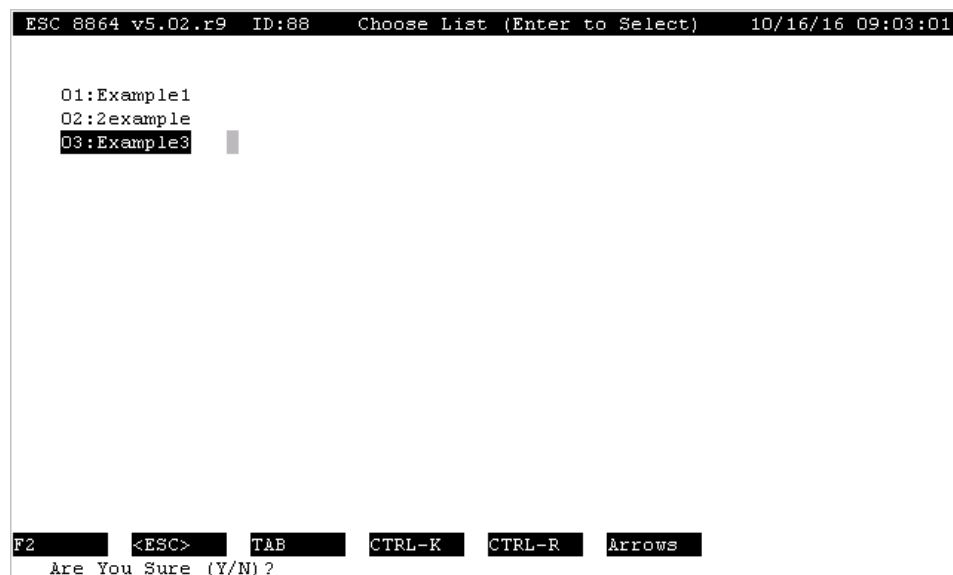 ESC 8864 v5.02.r9 ID:88 Choose List (Enter to Select) 10/16/16 09:03:01
01:Example1
02:2example
03:Example3
F2 <ESC> TAB CTRL-K CTRL-R Arrows
Are You Sure (Y/N)?